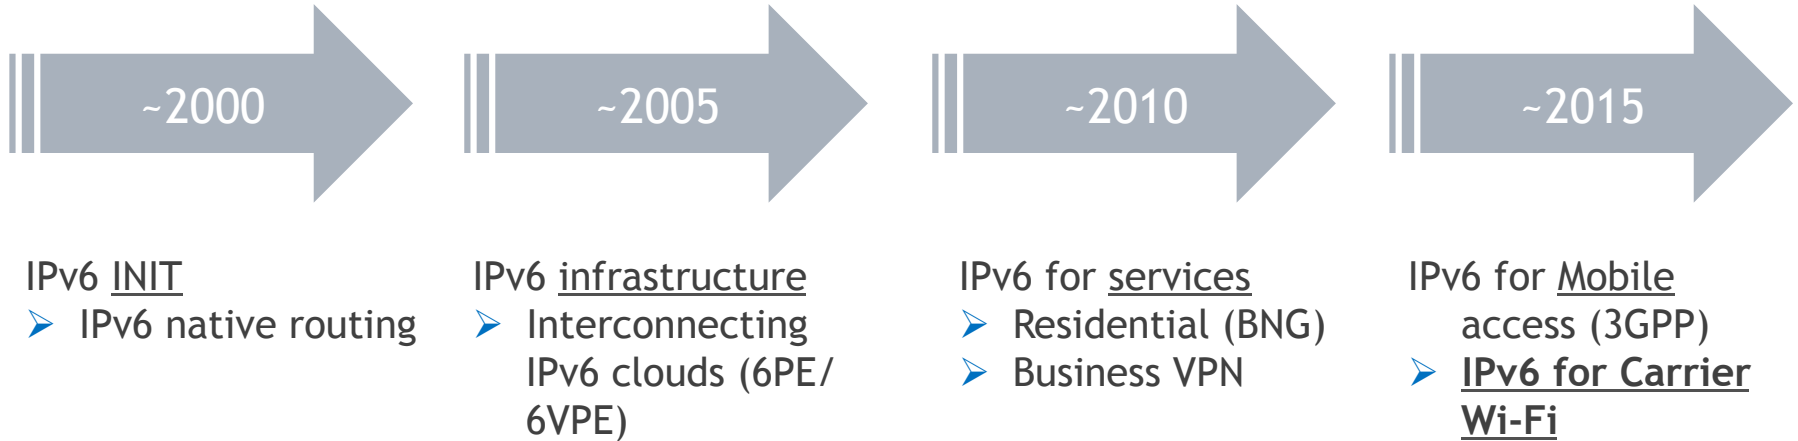 ~2000
~2005
~2010
~2015
IPv6 INIT
➢ IPv6 native routing
IPv6 infrastructure
➢ Interconnecting
IPv6 clouds (6PE/
6VPE)
IPv6 for services
➢ Residential (BNG)
➢ Business VPN
IPv6 for Mobile
access (3GPP)
➢ IPv6 for Carrier
Wi-Fi